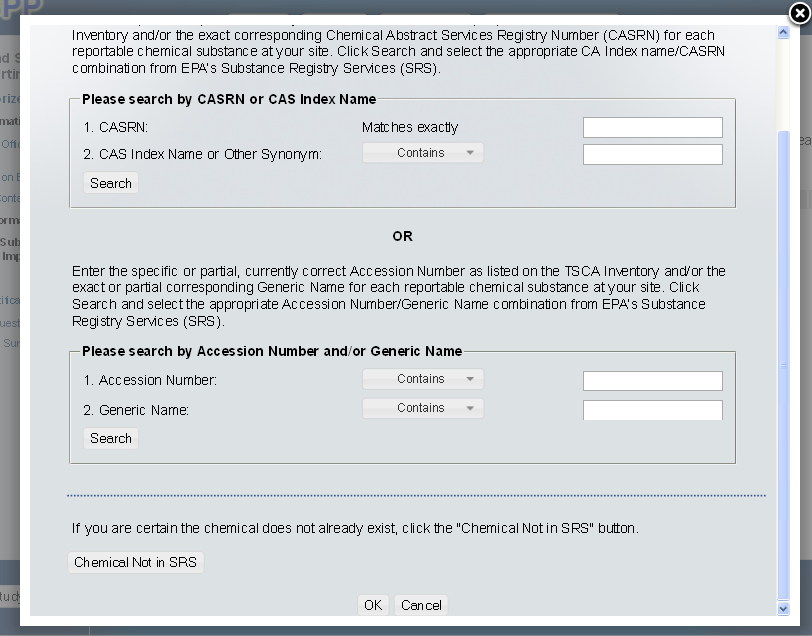 Inventory and/or the exact corresponding Chemical Abstract Services Registry Number (CASRN) for each
reportable chemical substance at your site. Click Search and select the appropriate CA Index name/CASRN
combination from EPA's Substance Registry Services (SRS).
Please search by CASRN or CAS Index Name
1. CASRN: Matches exactly
2. CAS Index Name or Other Synonym: Contains
Search
OR
Enter the specific or partial, currently correct Accession Number as listed on the TSCA Inventory and/or the
exact or partial corresponding Generic Name for each reportable chemical substance at your site. Click
Search and select the appropriate Accession Number/Generic Name combination from EPA's Substance
Registry Services (SRS).
Please search by Accession Number and/or Generic Name
1. Accession Number: Contains
2. Generic Name: Contains
Search
If you are certain the chemical does not already exist, click the "Chemical Not in SRS" button.
Chemical Not in SRS
OK Cancel